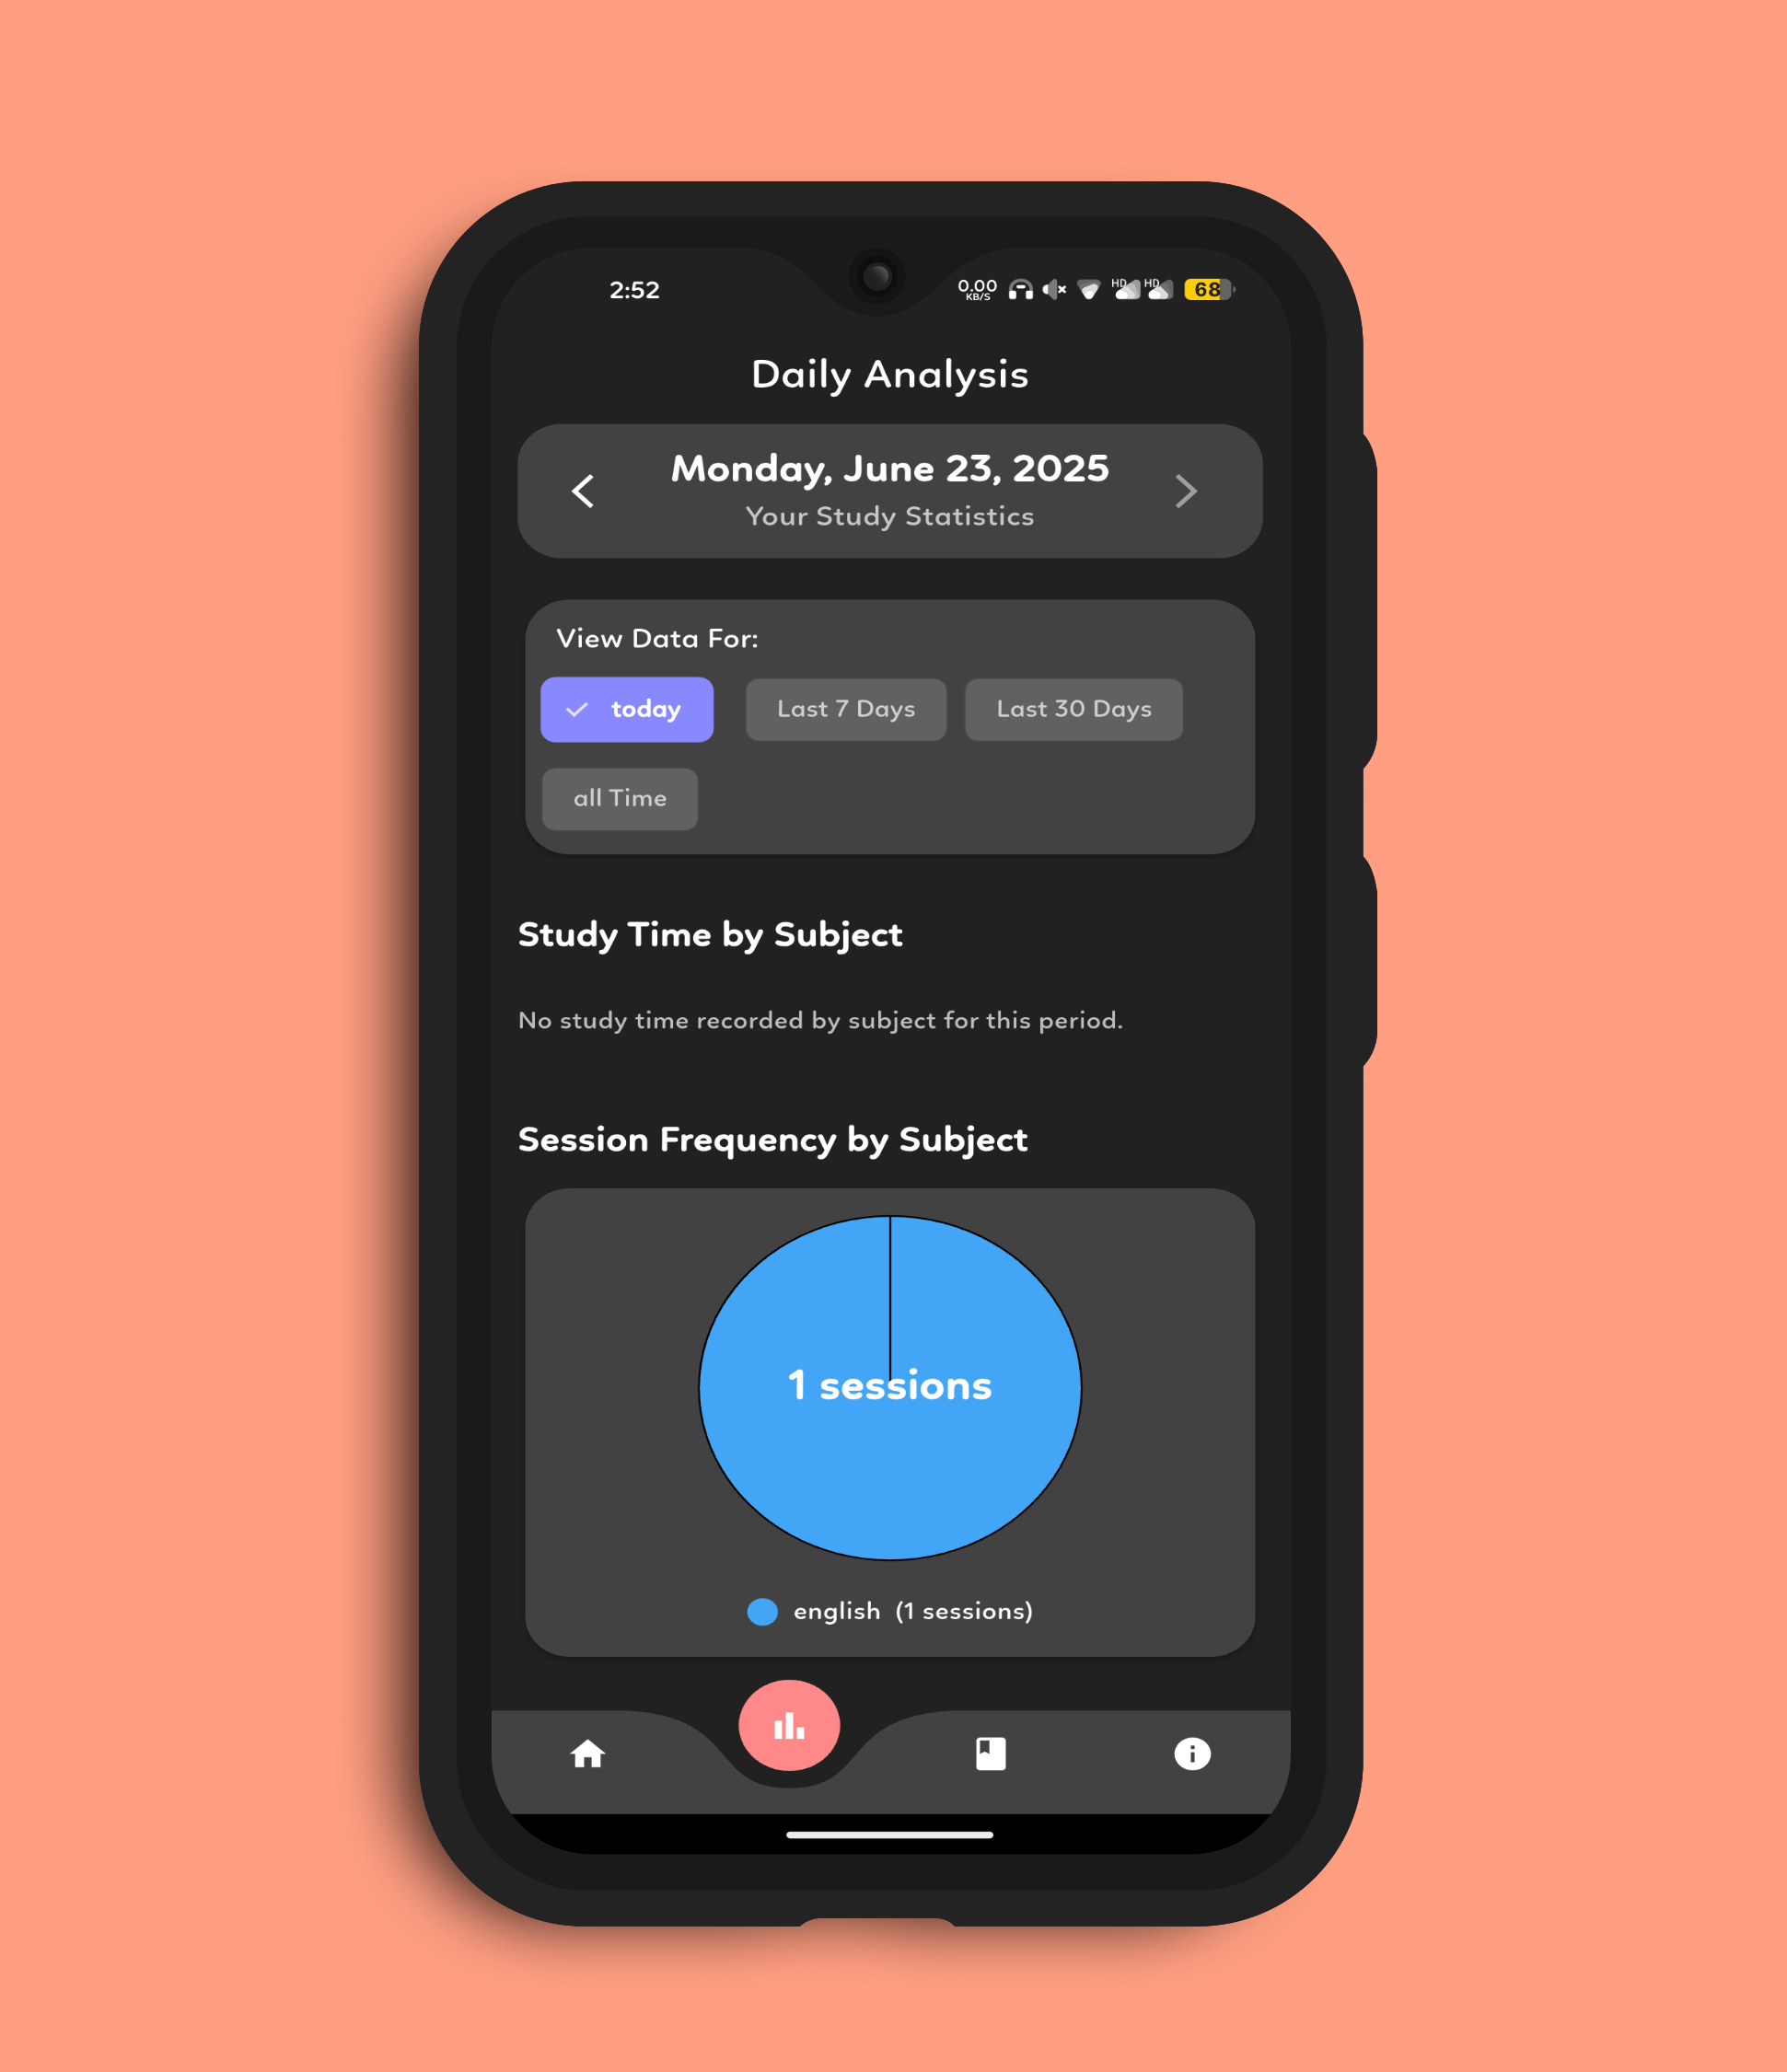 2:52
0.00
KB/S
HD HD
68
Daily Analysis
Monday, June 23, 2025
Your Study Statistics
View Data For:
today Last 7 Days Last 30 Days
all Time
Study Time by Subject
No study time recorded by subject for this period.
Session Frequency by Subject
1 sessions
english (1 sessions)